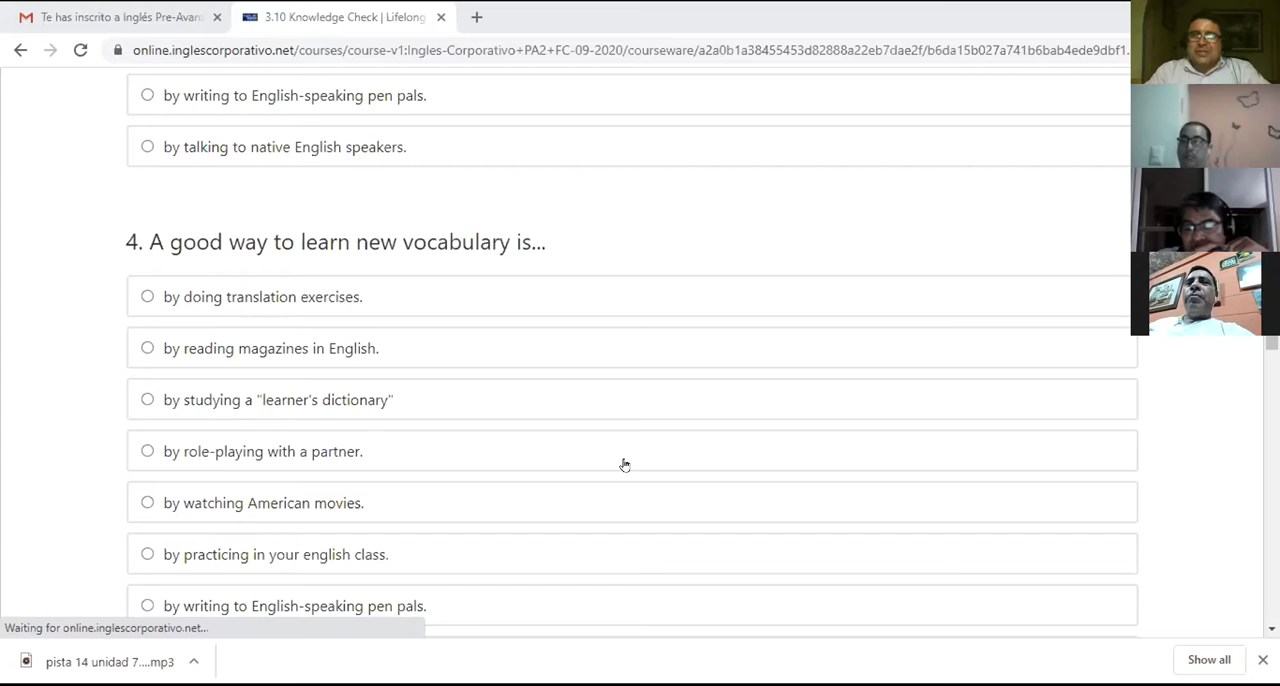 Te has inscrito a Inglés Pre-Avan
3.10 Knowledge Check | Lifelong
online.inglescorporativo.net/courses/course-v1:Ingles-Corporativo+PA2+FC-09-2020/courseware/a2a0b1a38455453d82888a22eb7dae2f/b6da15b027a741b6bab4ede9dbf1...
by writing to English-speaking pen pals.
by talking to native English speakers.
4. A good way to learn new vocabulary is...
by doing translation exercises.
by reading magazines in English.
by studying a "learner's dictionary"
by role-playing with a partner.
by watching American movies.
by practicing in your english class.
by writing to English-speaking pen pals.
Waiting for online.inglescorporativo.net...
pista 14 unidad 7....mp3
Show all